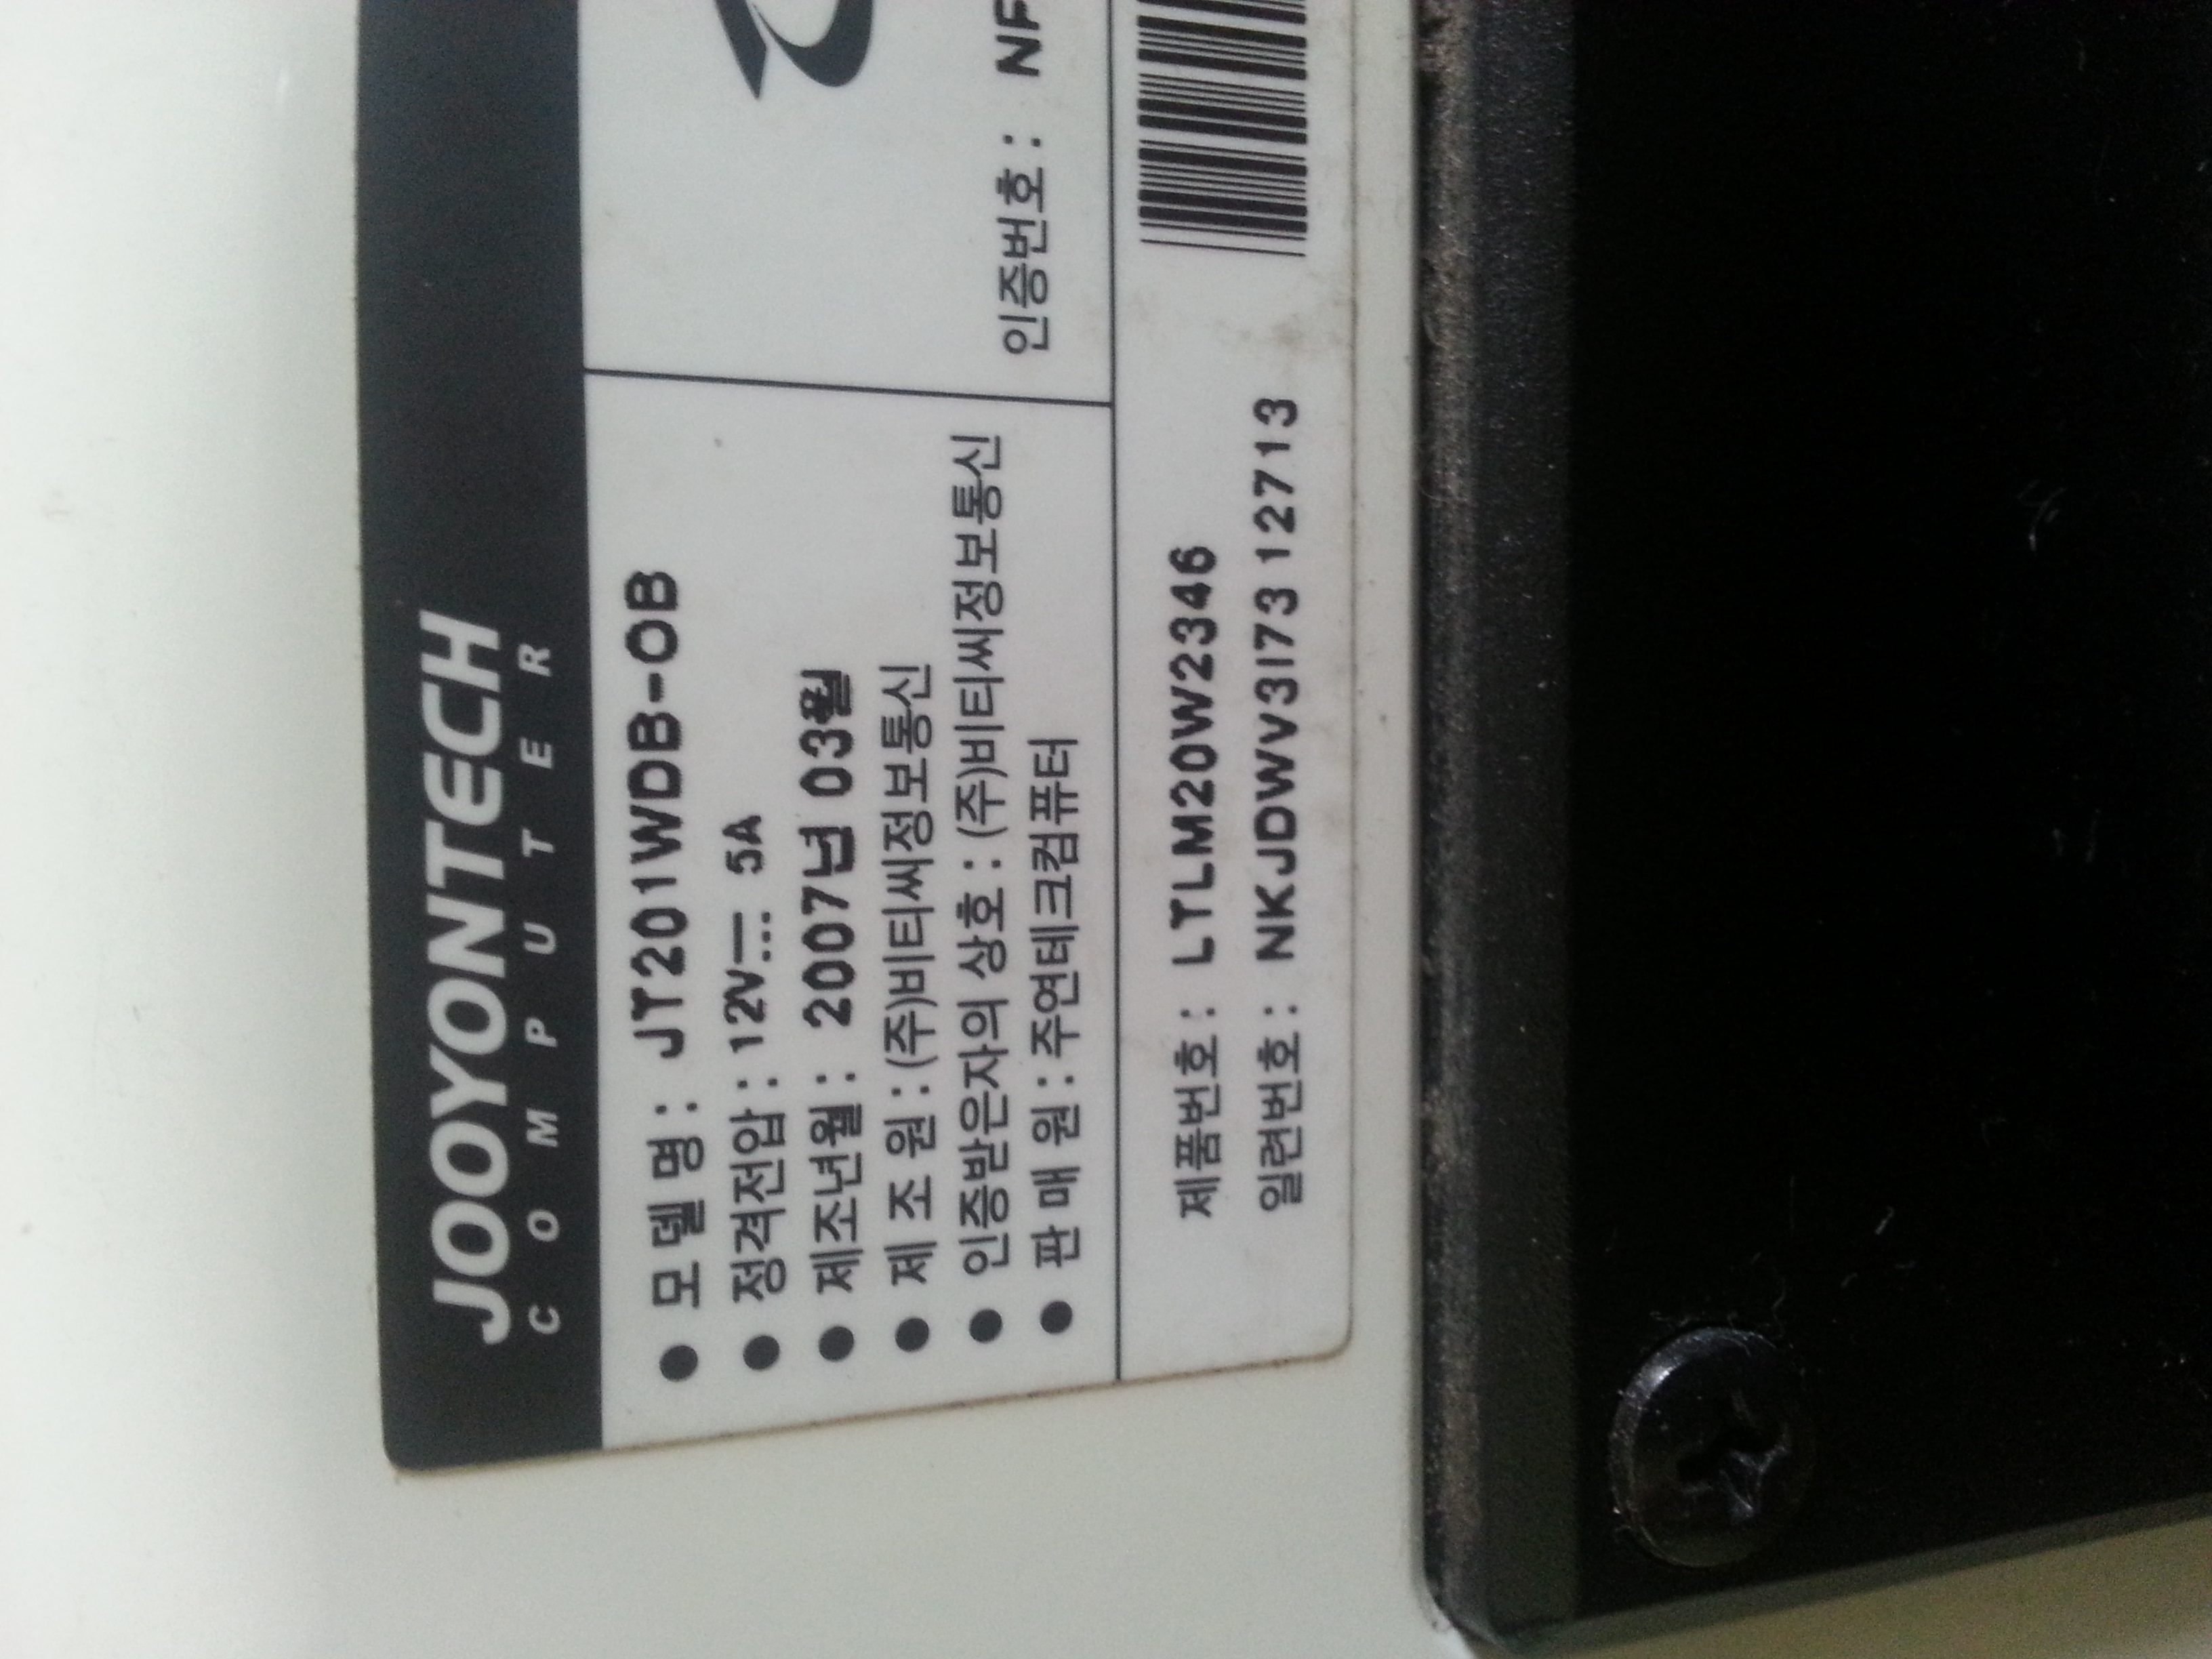 JOOYONTECH
COMPUTER
● 모 델 명 : JT201WDB-OB
● 정격전압 : 12V⎓ 5A
● 제조년월 : 2007년 03월
● 제 조 원 : (주)비티씨정보통신
● 인증받은자의 상호 : (주)비티씨정보통신
● 판 매 원 : 주연테크컴퓨터
인증번호 :
제품번호 : LTLM20W2346
일련번호 : NKJDWV3I73 12713